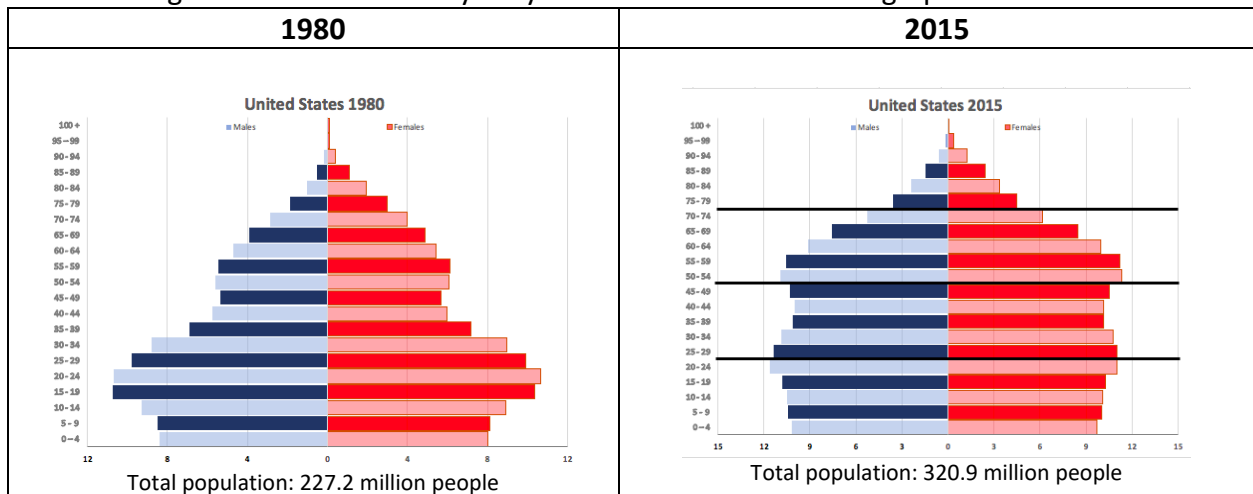 1980
2015
United States 1980
Males
Females
100 +
95 – 99
90 - 94
85 - 89
80 - 84
75 - 79
70 - 74
65 - 69
60 - 64
55 - 59
50 - 54
45 - 49
40 - 44
35 - 39
30 - 34
25 - 29
20 - 24
15 - 19
10 - 14
5 - 9
0 – 4
12 8 4 0 4 8 12
Total population: 227.2 million people
United States 2015
Males
Females
100 +
95 – 99
90 - 94
85 - 89
80 - 84
75 - 79
70 - 74
65 - 69
60 - 64
55 - 59
50 - 54
45 - 49
40 - 44
35 - 39
30 - 34
25 - 29
20 - 24
15 - 19
10 - 14
5 - 9
0 – 4
15 12 9 6 3 0 3 6 9 12 15
Total population: 320.9 million people